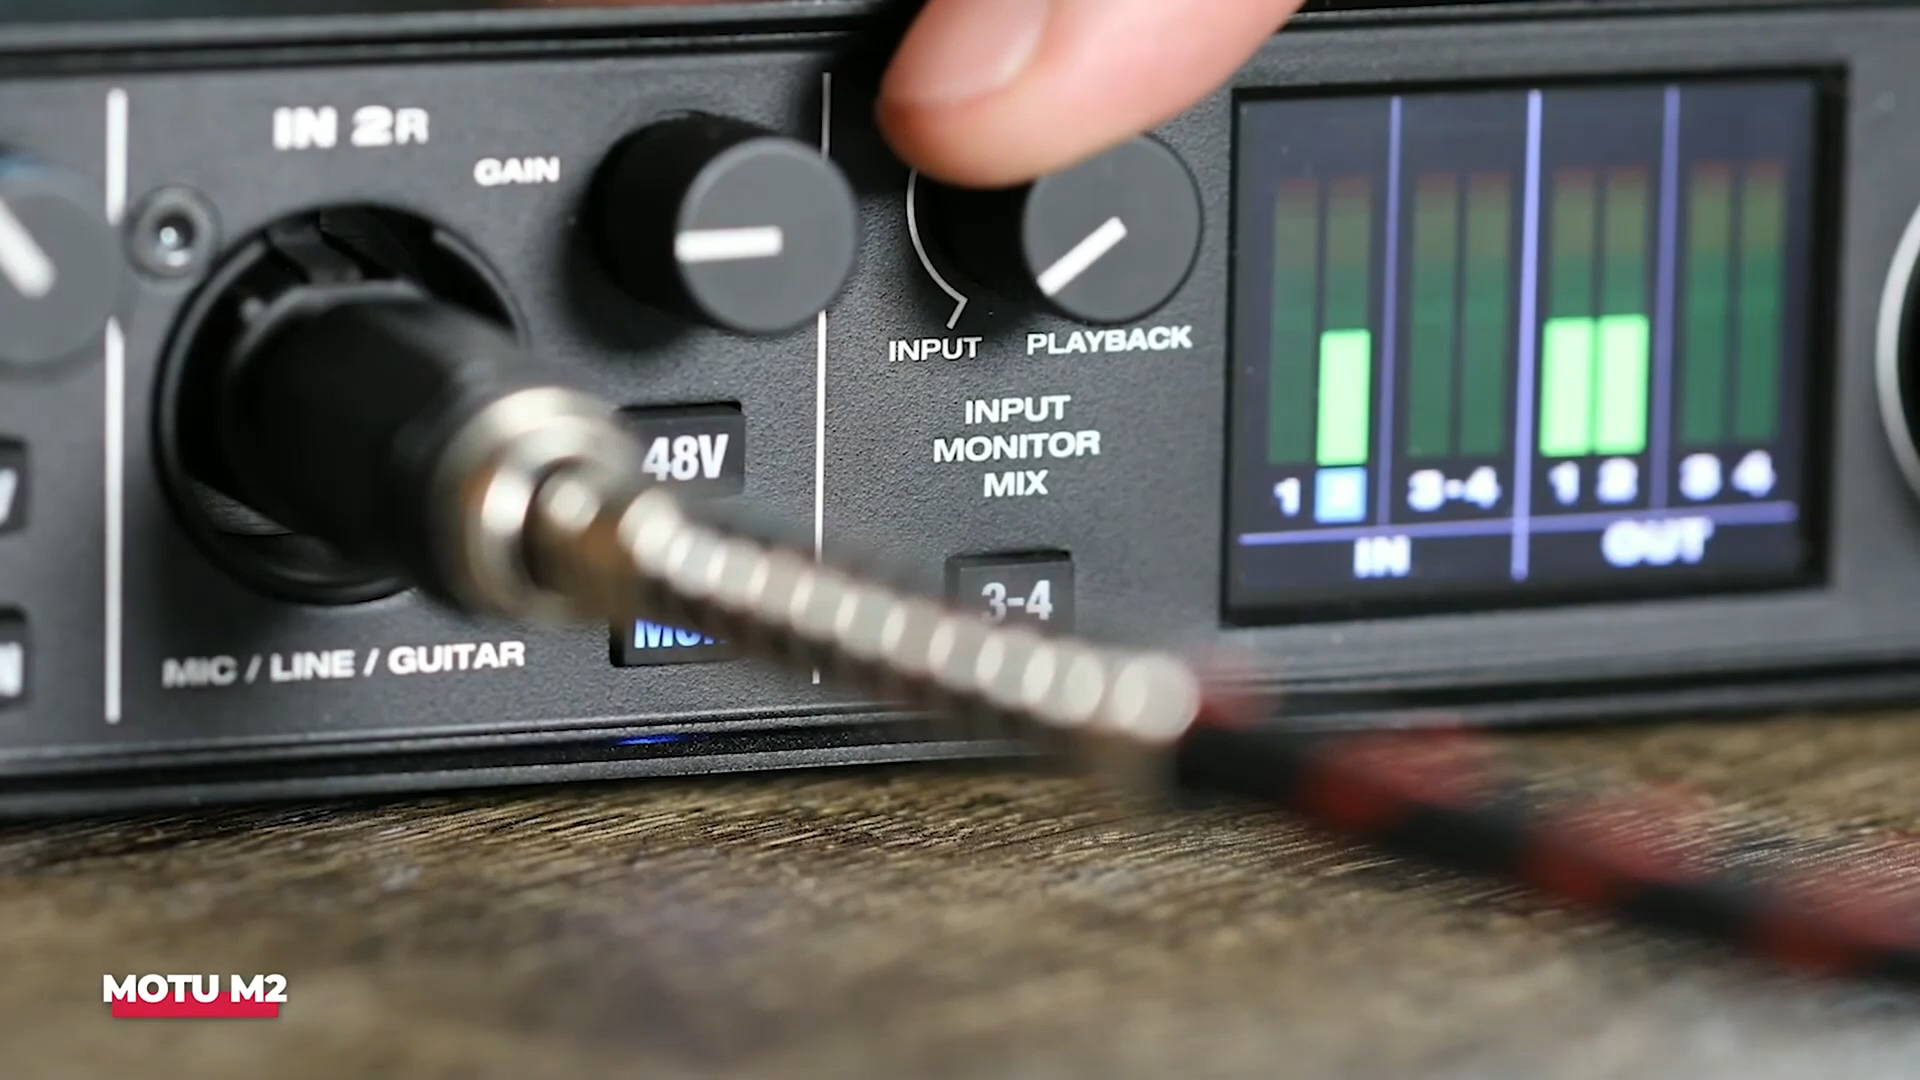 IN 2R
GAIN
48V
MIC / LINE / GUITAR
INPUT
PLAYBACK
INPUT
MONITOR
MIX
3-4
1 2 3-4 1 2 3 4
IN OUT
MOTU M2